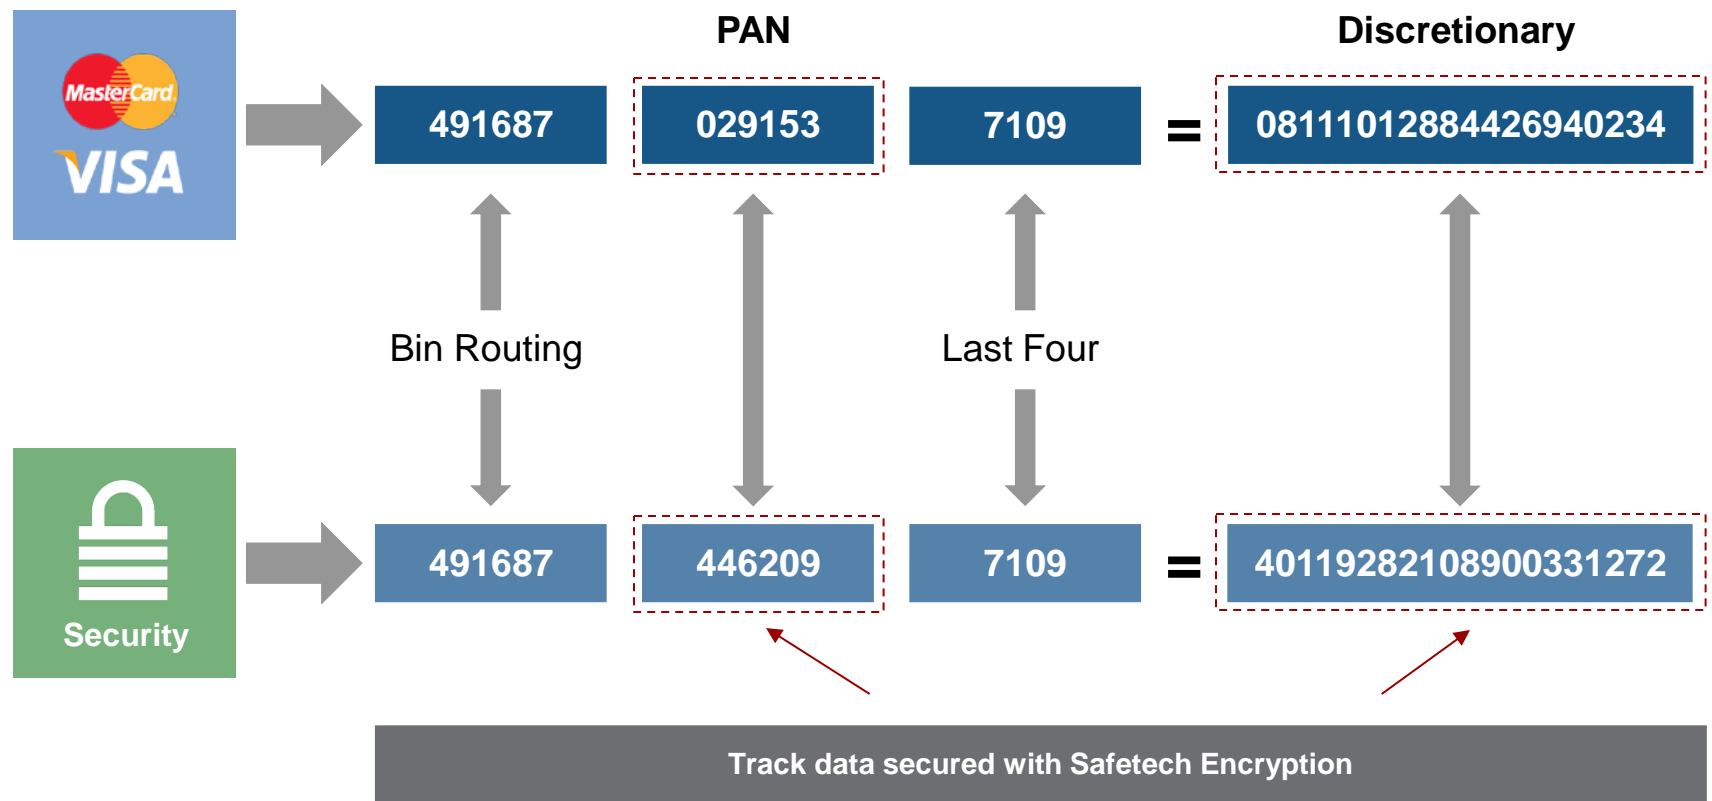 PAN
Discretionary
MasterCard
VISA
491687
029153
7109
=
08111012884426940234
Bin Routing
Last Four
Security
491687
446209
7109
=
40119282108900331272
Track data secured with Safetech Encryption